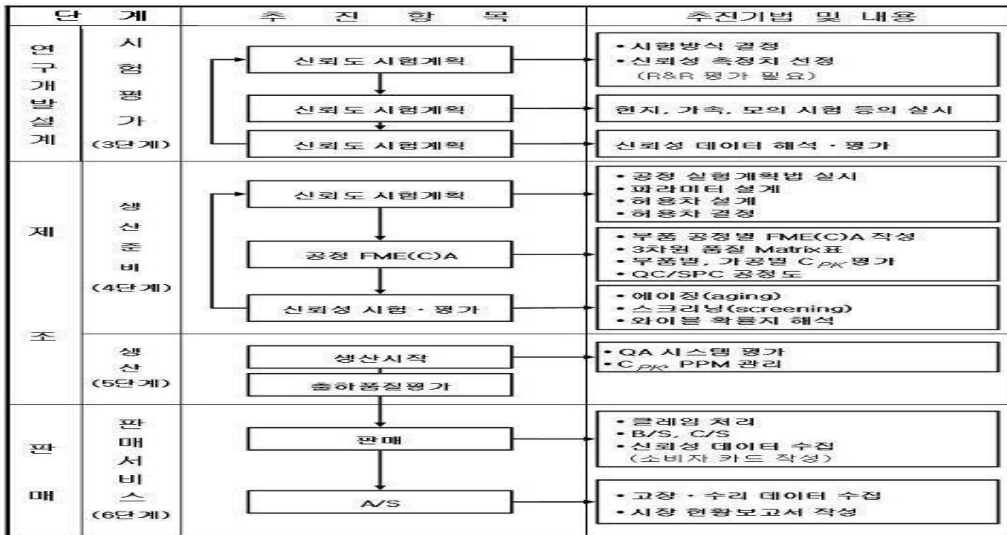 단 계
추 진 항 목
추진기법 및 내용
연구개발설계
시험평가
(3단계)
신뢰도 시험계획
• 시험방식 결정
• 신뢰성 측정치 선정
(R&R 평가 필요)
신뢰도 시험계획
현지, 가속, 모의 시험 등의 실시
신뢰도 시험계획
신뢰성 데이터 해석 · 평가
제 조
생산준비
(4단계)
신뢰도 시험계획
• 공정 실험계획법 실시
• 파라미터 설계
• 허용차 설계
• 허용차 결정
공정 FME(C)A
• 부품 공정별 FME(C)A 작성
• 3차원 품질 Matrix표
• 부품별, 가공별 CPK 평가
• QC/SPC 공정도
신뢰성 시험 · 평가
• 에이징(aging)
• 스크리닝(screening)
• 와이블 확률지 해석
생산
(5단계)
생산시작
• QA 시스템 평가
• CPK, PPM 관리
출하품질평가
판 매
판매서비스
(6단계)
판매
• 클레임 처리
• B/S, C/S
• 신뢰성 데이터 수집
(소비자 카드 작성)
A/S
• 고장 · 수리 데이터 수집
• 시장 현황보고서 작성